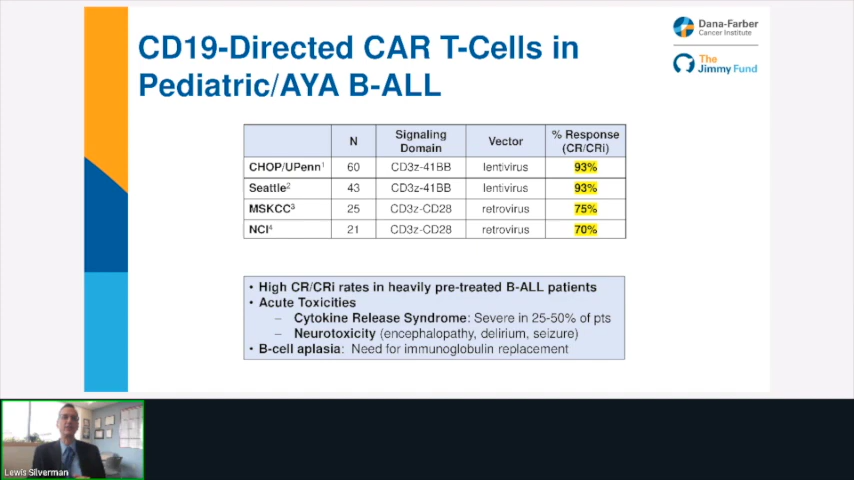 Dana-Farber
Cancer Institute
The
Jimmy Fund
CD19-Directed CAR T-Cells in
Pediatric/AYA B-ALL
N Signaling Domain Vector % Response (CR/CRi)
CHOP/UPenn¹ 60 CD3z-41BB lentivirus 93%
Seattle² 43 CD3z-41BB lentivirus 93%
MSKCC³ 25 CD3z-CD28 retrovirus 75%
NCI⁴ 21 CD3z-CD28 retrovirus 70%
• High CR/CRi rates in heavily pre-treated B-ALL patients
• Acute Toxicities
– Cytokine Release Syndrome: Severe in 25-50% of pts
– Neurotoxicity (encephalopathy, delirium, seizure)
• B-cell aplasia: Need for immunoglobulin replacement
Lewis Silverman